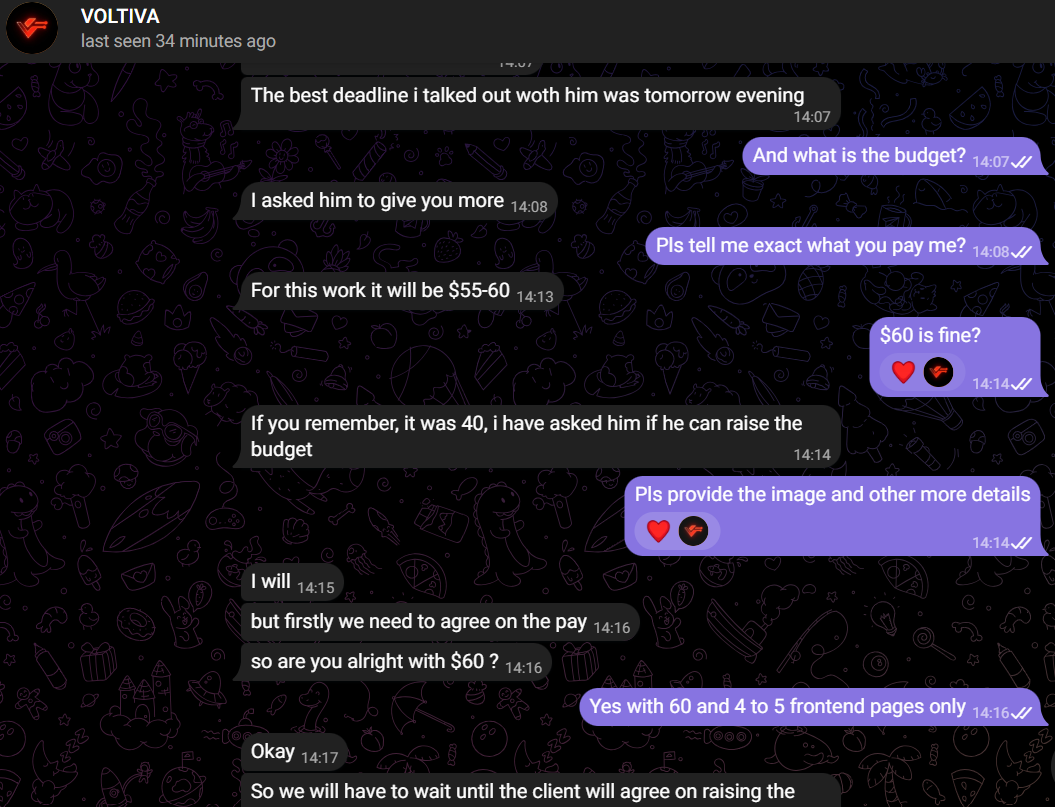 VOLTIVA
last seen 34 minutes ago
14:07
The best deadline i talked out woth him was tomorrow evening
14:07
And what is the budget? 14:07
I asked him to give you more 14:08
Pls tell me exact what you pay me? 14:08
For this work it will be $55-60 14:13
$60 is fine?
14:14
If you remember, it was 40, i have asked him if he can raise the
budget
14:14
Pls provide the image and other more details
14:14
I will 14:15
but firstly we need to agree on the pay 14:16
so are you alright with $60 ? 14:16
Yes with 60 and 4 to 5 frontend pages only 14:16
Okay 14:17
So we will have to wait until the client will agree on raising the